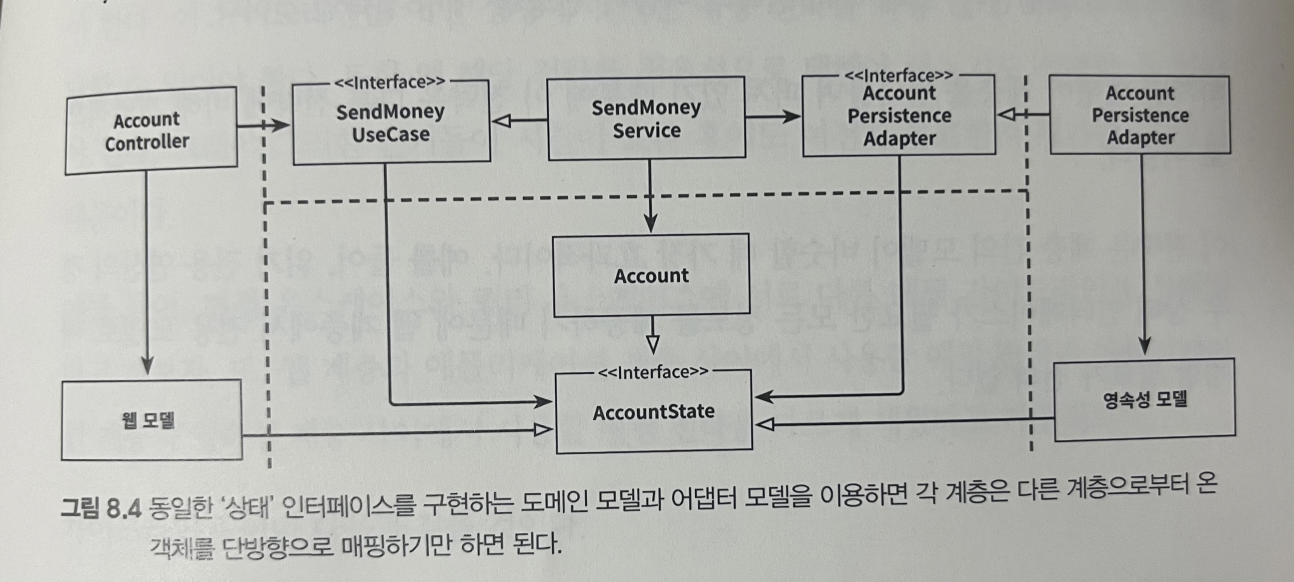 <<Interface>>
SendMoney
UseCase
Account
Controller
SendMoney
Service
<<Interface>>
Account
Persistence
Adapter
Account
Persistence
Adapter
Account
<<Interface>>
AccountState
웹 모델
영속성 모델
그림 8.4 동일한 ‘상태’ 인터페이스를 구현하는 도메인 모델과 어댑터 모델을 이용하면 각 계층은 다른 계층으로부터 온
객체를 단방향으로 매핑하기만 하면 된다.